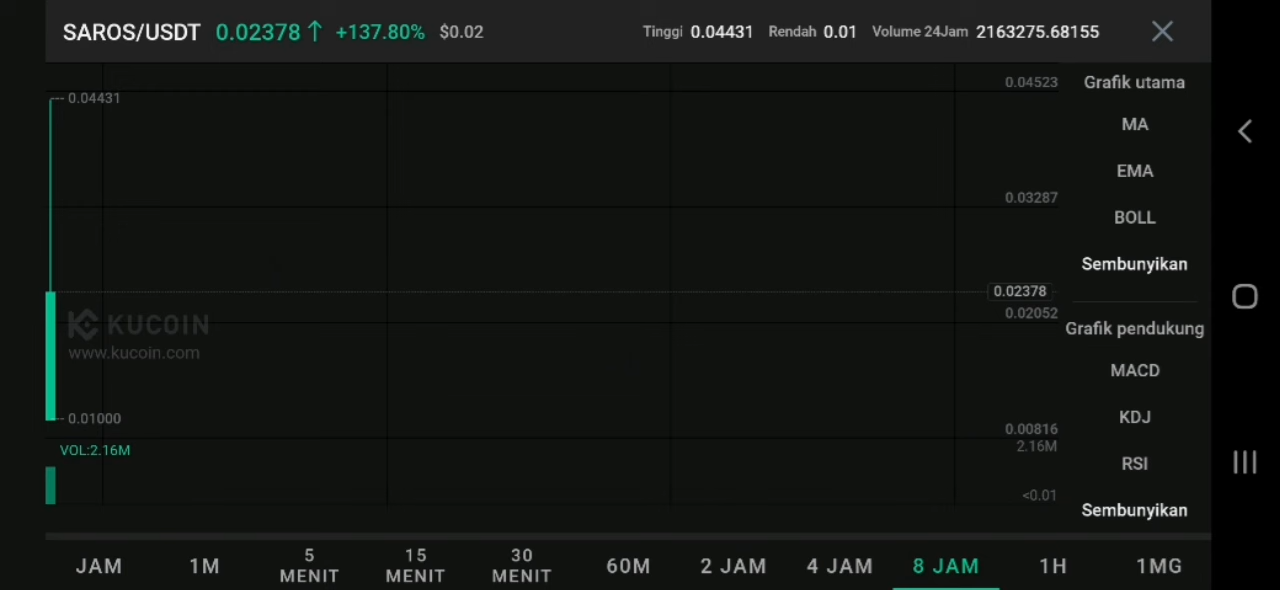 SAROS/USDT 0.02378↑ +137.80% $0.02 Tinggi 0.04431 Rendah 0.01 Volume 24Jam 2163275.68155
0.04523 Grafik utama
0.04431
MA
EMA
0.03287
BOLL
Sembunyikan
0.02378
0.02052
KUCOIN
www.kucoin.com
Grafik pendukung
MACD
0.01000
KDJ
0.00816
VOL:2.16M 2.16M
RSI
<0.01
Sembunyikan
JAM 1M 5 MENIT 15 MENIT 30 MENIT 60M 2 JAM 4 JAM 8 JAM 1H 1MG